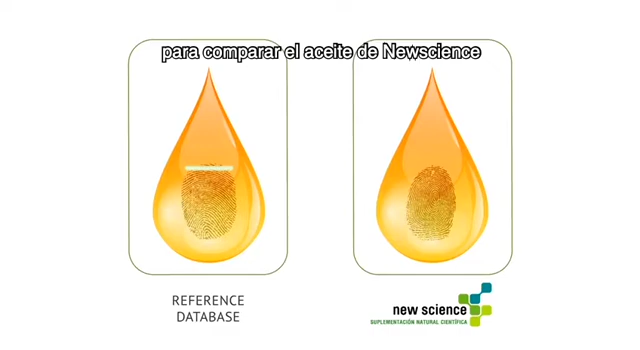 para comparar el aceite de Newscience
REFERENCE
DATABASE
new science
SUPLEMENTACIÓN NATURAL CIENTÍFICA